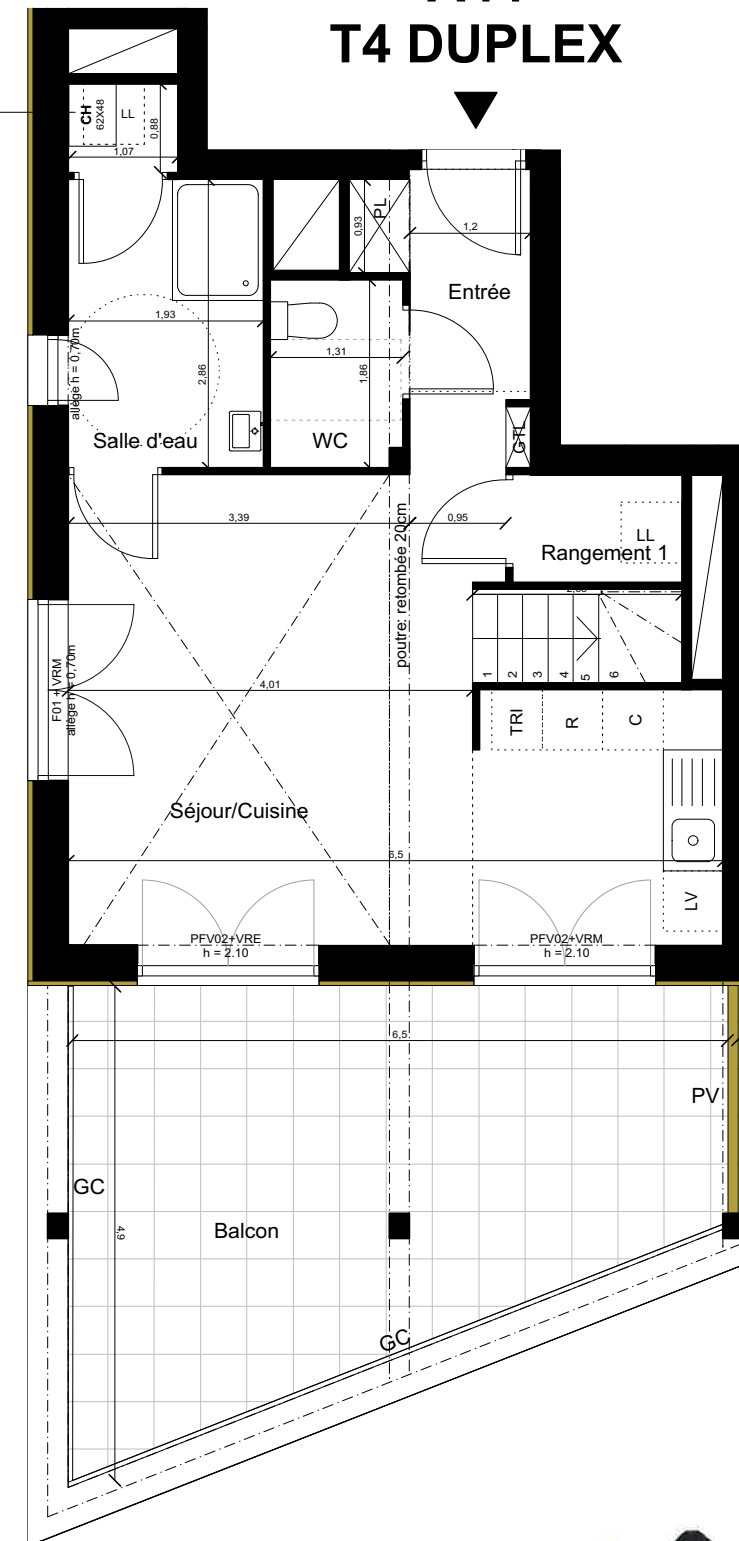 T4 DUPLEX
CH
62X48
LL
0,88
1,07
PL
0,93
1,2
Entrée
1,93
1,31
1,86
2,86
allège h = 0,70m
Salle d'eau
WC
GTL
3,39
0,95
poutre: retombée 20cm
LL
Rangement 1
1
2
3
4
5
6
F01 + VRM
allège h = 0,70m
4,01
TRI
R
C
Séjour/Cuisine
6,5
LV
PFV02+VRE
h = 2.10
PFV02+VRM
h = 2.10
6,5
PV
GC
4,9
Balcon
GC